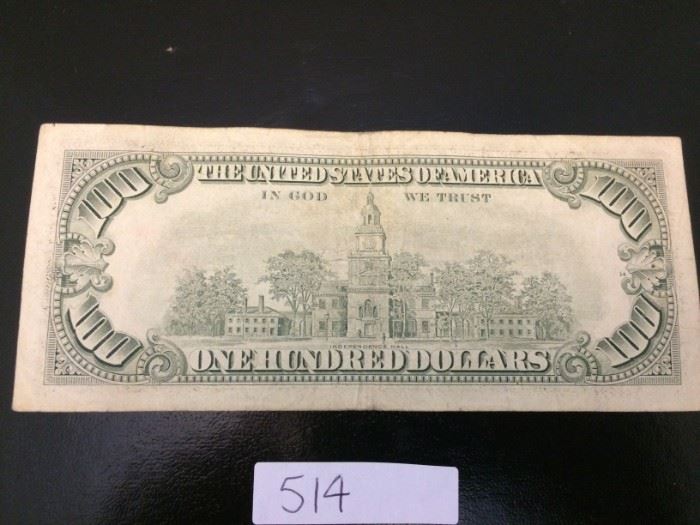 100 THE UNITED STATES OF AMERICA 100
IN GOD WE TRUST
INDEPENDENCE HALL
100 ONE HUNDRED DOLLARS 100
514